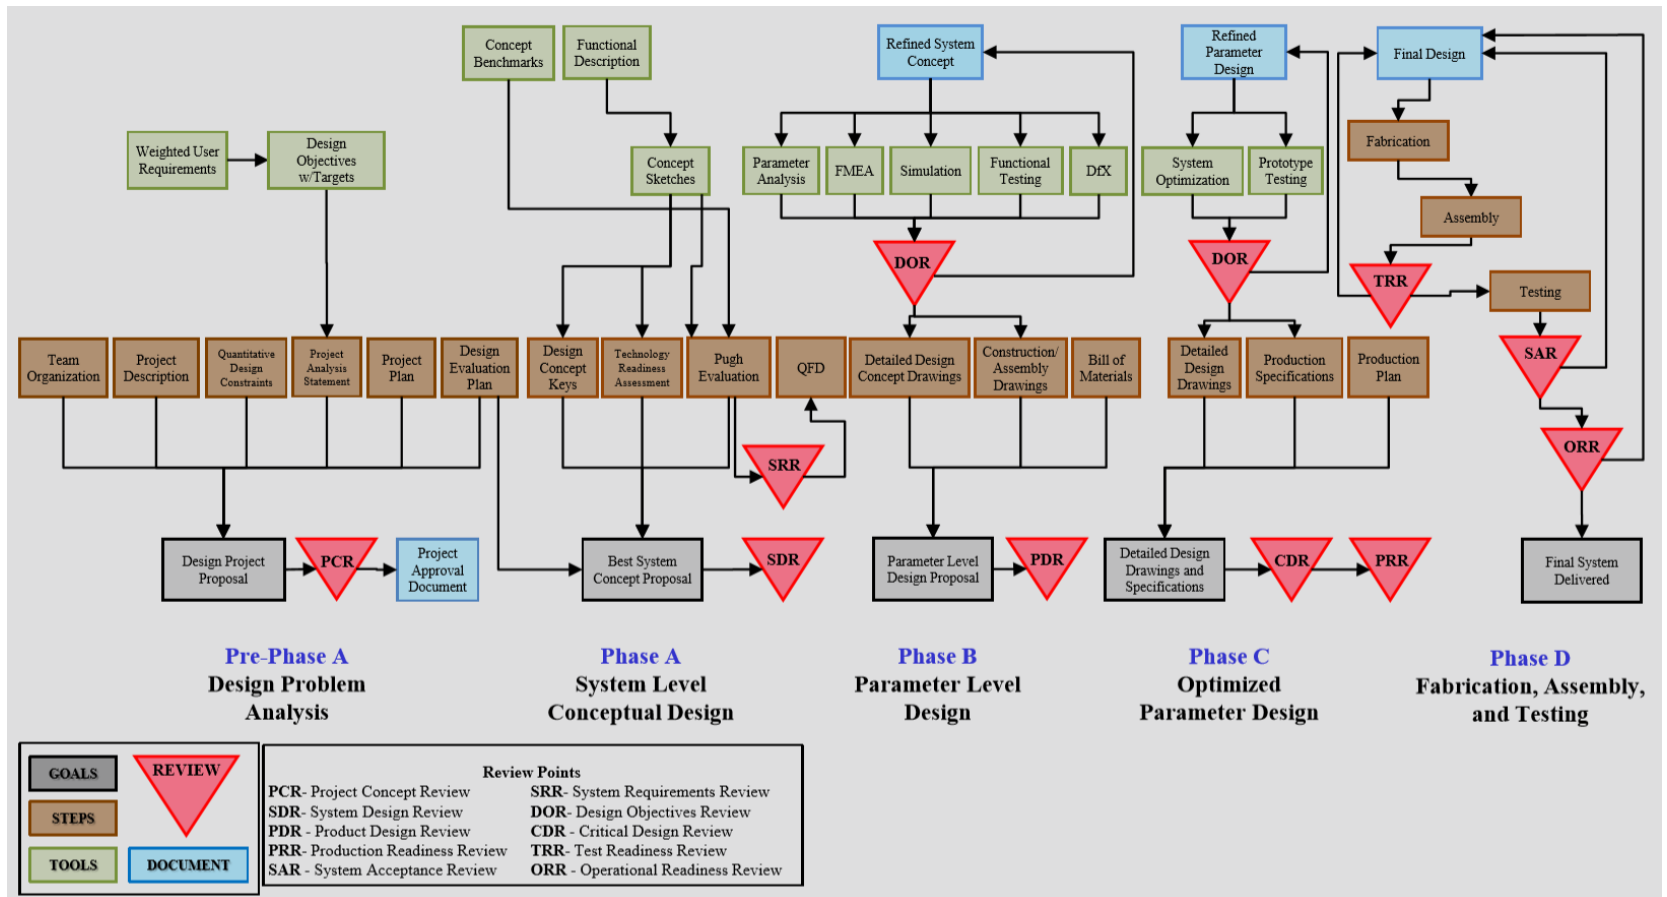 Concept
Benchmarks
Functional
Description
Refined System
Concept
Refined
Parameter
Design
Final Design
Weighted User
Requirements
Design
Objectives
w/Targets
Concept
Sketches
Parameter
Analysis
FMEA
Simulation
Functional
Testing
DfX
System
Optimization
Prototype
Testing
Fabrication
Assembly
DOR
DOR
TRR
Testing
SAR
Team
Organization
Project
Description
Quantitative
Design
Constraints
Project
Analysis
Statement
Project
Plan
Design
Evaluation
Plan
Design
Concept
Keys
Technology
Readiness
Assessment
Pugh
Evaluation
QFD
Detailed Design
Concept Drawings
Construction/
Assembly
Drawings
Bill of
Materials
Detailed
Design
Drawings
Production
Specifications
Production
Plan
SRR
ORR
Design Project
Proposal
PCR
Project
Approval
Document
Best System
Concept Proposal
SDR
Parameter Level
Design Proposal
PDR
Detailed Design
Drawings and
Specifications
CDR
PRR
Final System
Delivered
Pre-Phase A
Design Problem
Analysis
Phase A
System Level
Conceptual Design
Phase B
Parameter Level
Design
Phase C
Optimized
Parameter Design
Phase D
Fabrication, Assembly,
and Testing
GOALS
REVIEW
STEPS
TOOLS
DOCUMENT
Review Points
PCR- Project Concept Review
SRR- System Requirements Review
SDR- System Design Review
DOR- Design Objectives Review
PDR - Product Design Review
CDR - Critical Design Review
PRR- Production Readiness Review
TRR- Test Readiness Review
SAR - System Acceptance Review
ORR - Operational Readiness Review